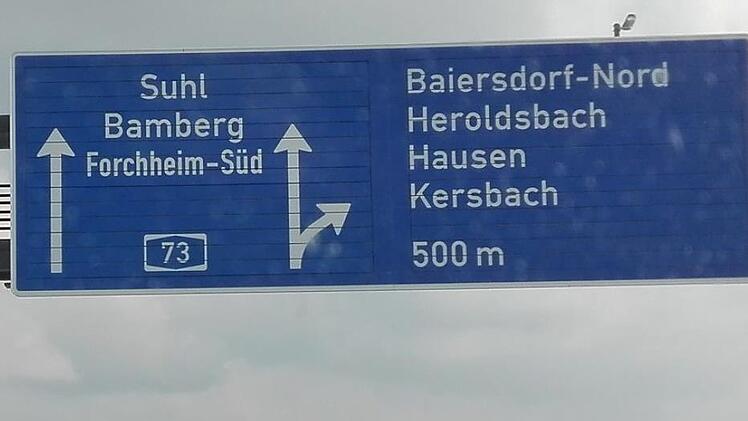 Suhl
Bamberg
Forchheim-Süd
73
Baiersdorf-Nord
Heroldsbach
Hausen
Kersbach
500 m